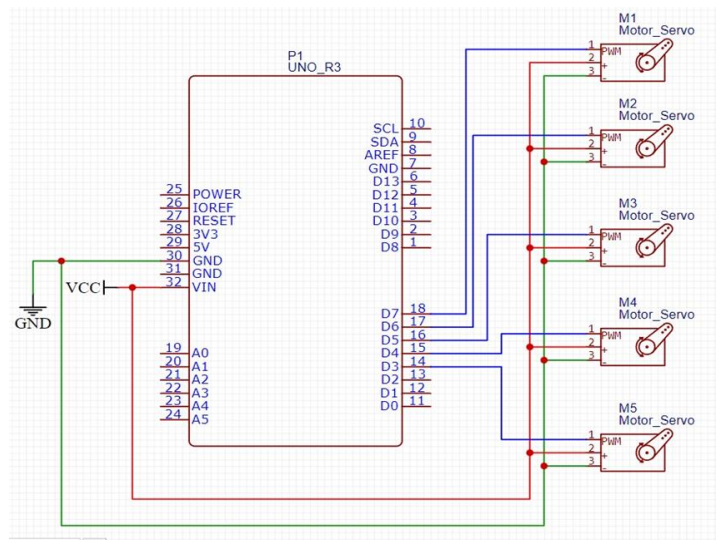 P1
UNO_R3
SCL 10
SDA 9
AREF 8
GND 7
D13 6
D12 5
D11 4
D10 3
D9 2
D8 1
25 POWER
26 IOREF
27 RESET
28 3V3
29 5V
30 GND
31 GND
32 VIN
VCC
GND
D7 18
D6 17
D5 16
D4 15
D3 14
D2 13
D1 12
D0 11
19 A0
20 A1
21 A2
22 A3
23 A4
24 A5
M1
Motor_Servo
1 PWM
2 +
3 -
M2
Motor_Servo
1 PWM
2 +
3 -
M3
Motor_Servo
1 PWM
2 +
3 -
M4
Motor_Servo
1 PWM
2 +
3 -
M5
Motor_Servo
1 PWM
2 +
3 -